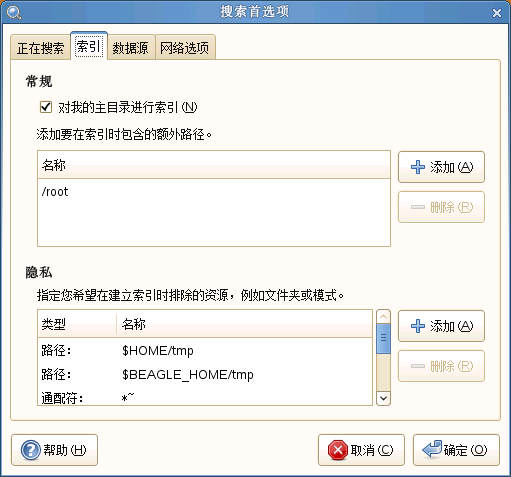 搜索首选项
正在搜索 索引 数据源 网络选项
常规
对我的主目录进行索引(N)
添加要在索引时包含的额外路径。
名称
添加(A)
/root
删除(R)
隐私
指定您希望在建立索引时排除的资源，例如文件夹或模式。
类型 名称
添加(A)
路径： $HOME/tmp
删除(R)
路径： $BEAGLE_HOME/tmp
通配符： *~
帮助(H) 取消(C) 确定(O)